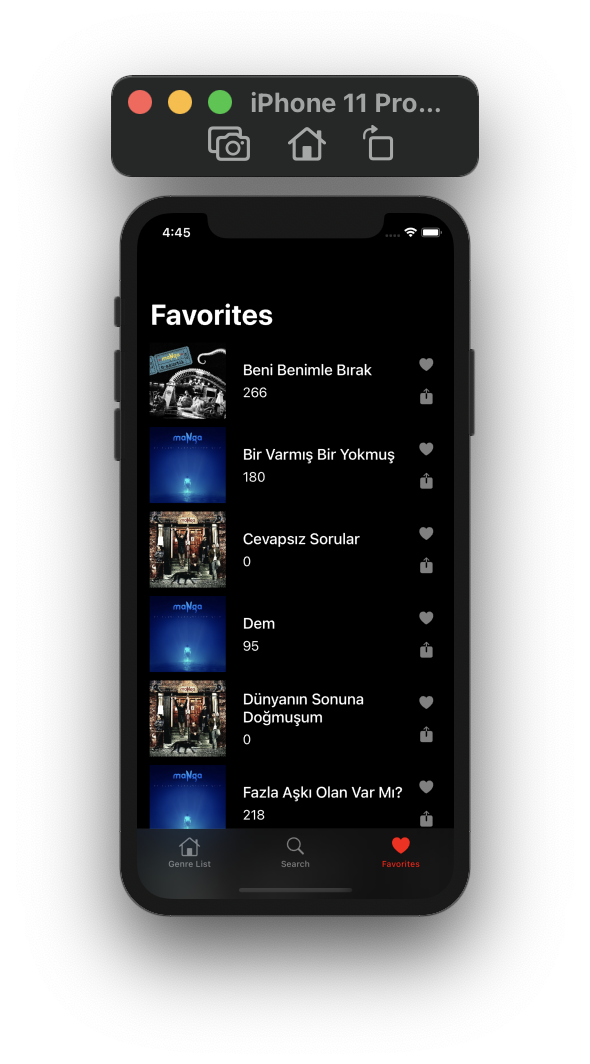 iPhone 11 Pro...
4:45
Favorites
maNga
Beni Benimle Bırak
266
maNga
Bir Varmış Bir Yokmuş
180
Cevapsız Sorular
0
maNga
Dem
95
Dünyanın Sonuna
Doğmuşum
0
maNga
Fazla Aşkı Olan Var Mı?
218
Genre List
Search
Favorites